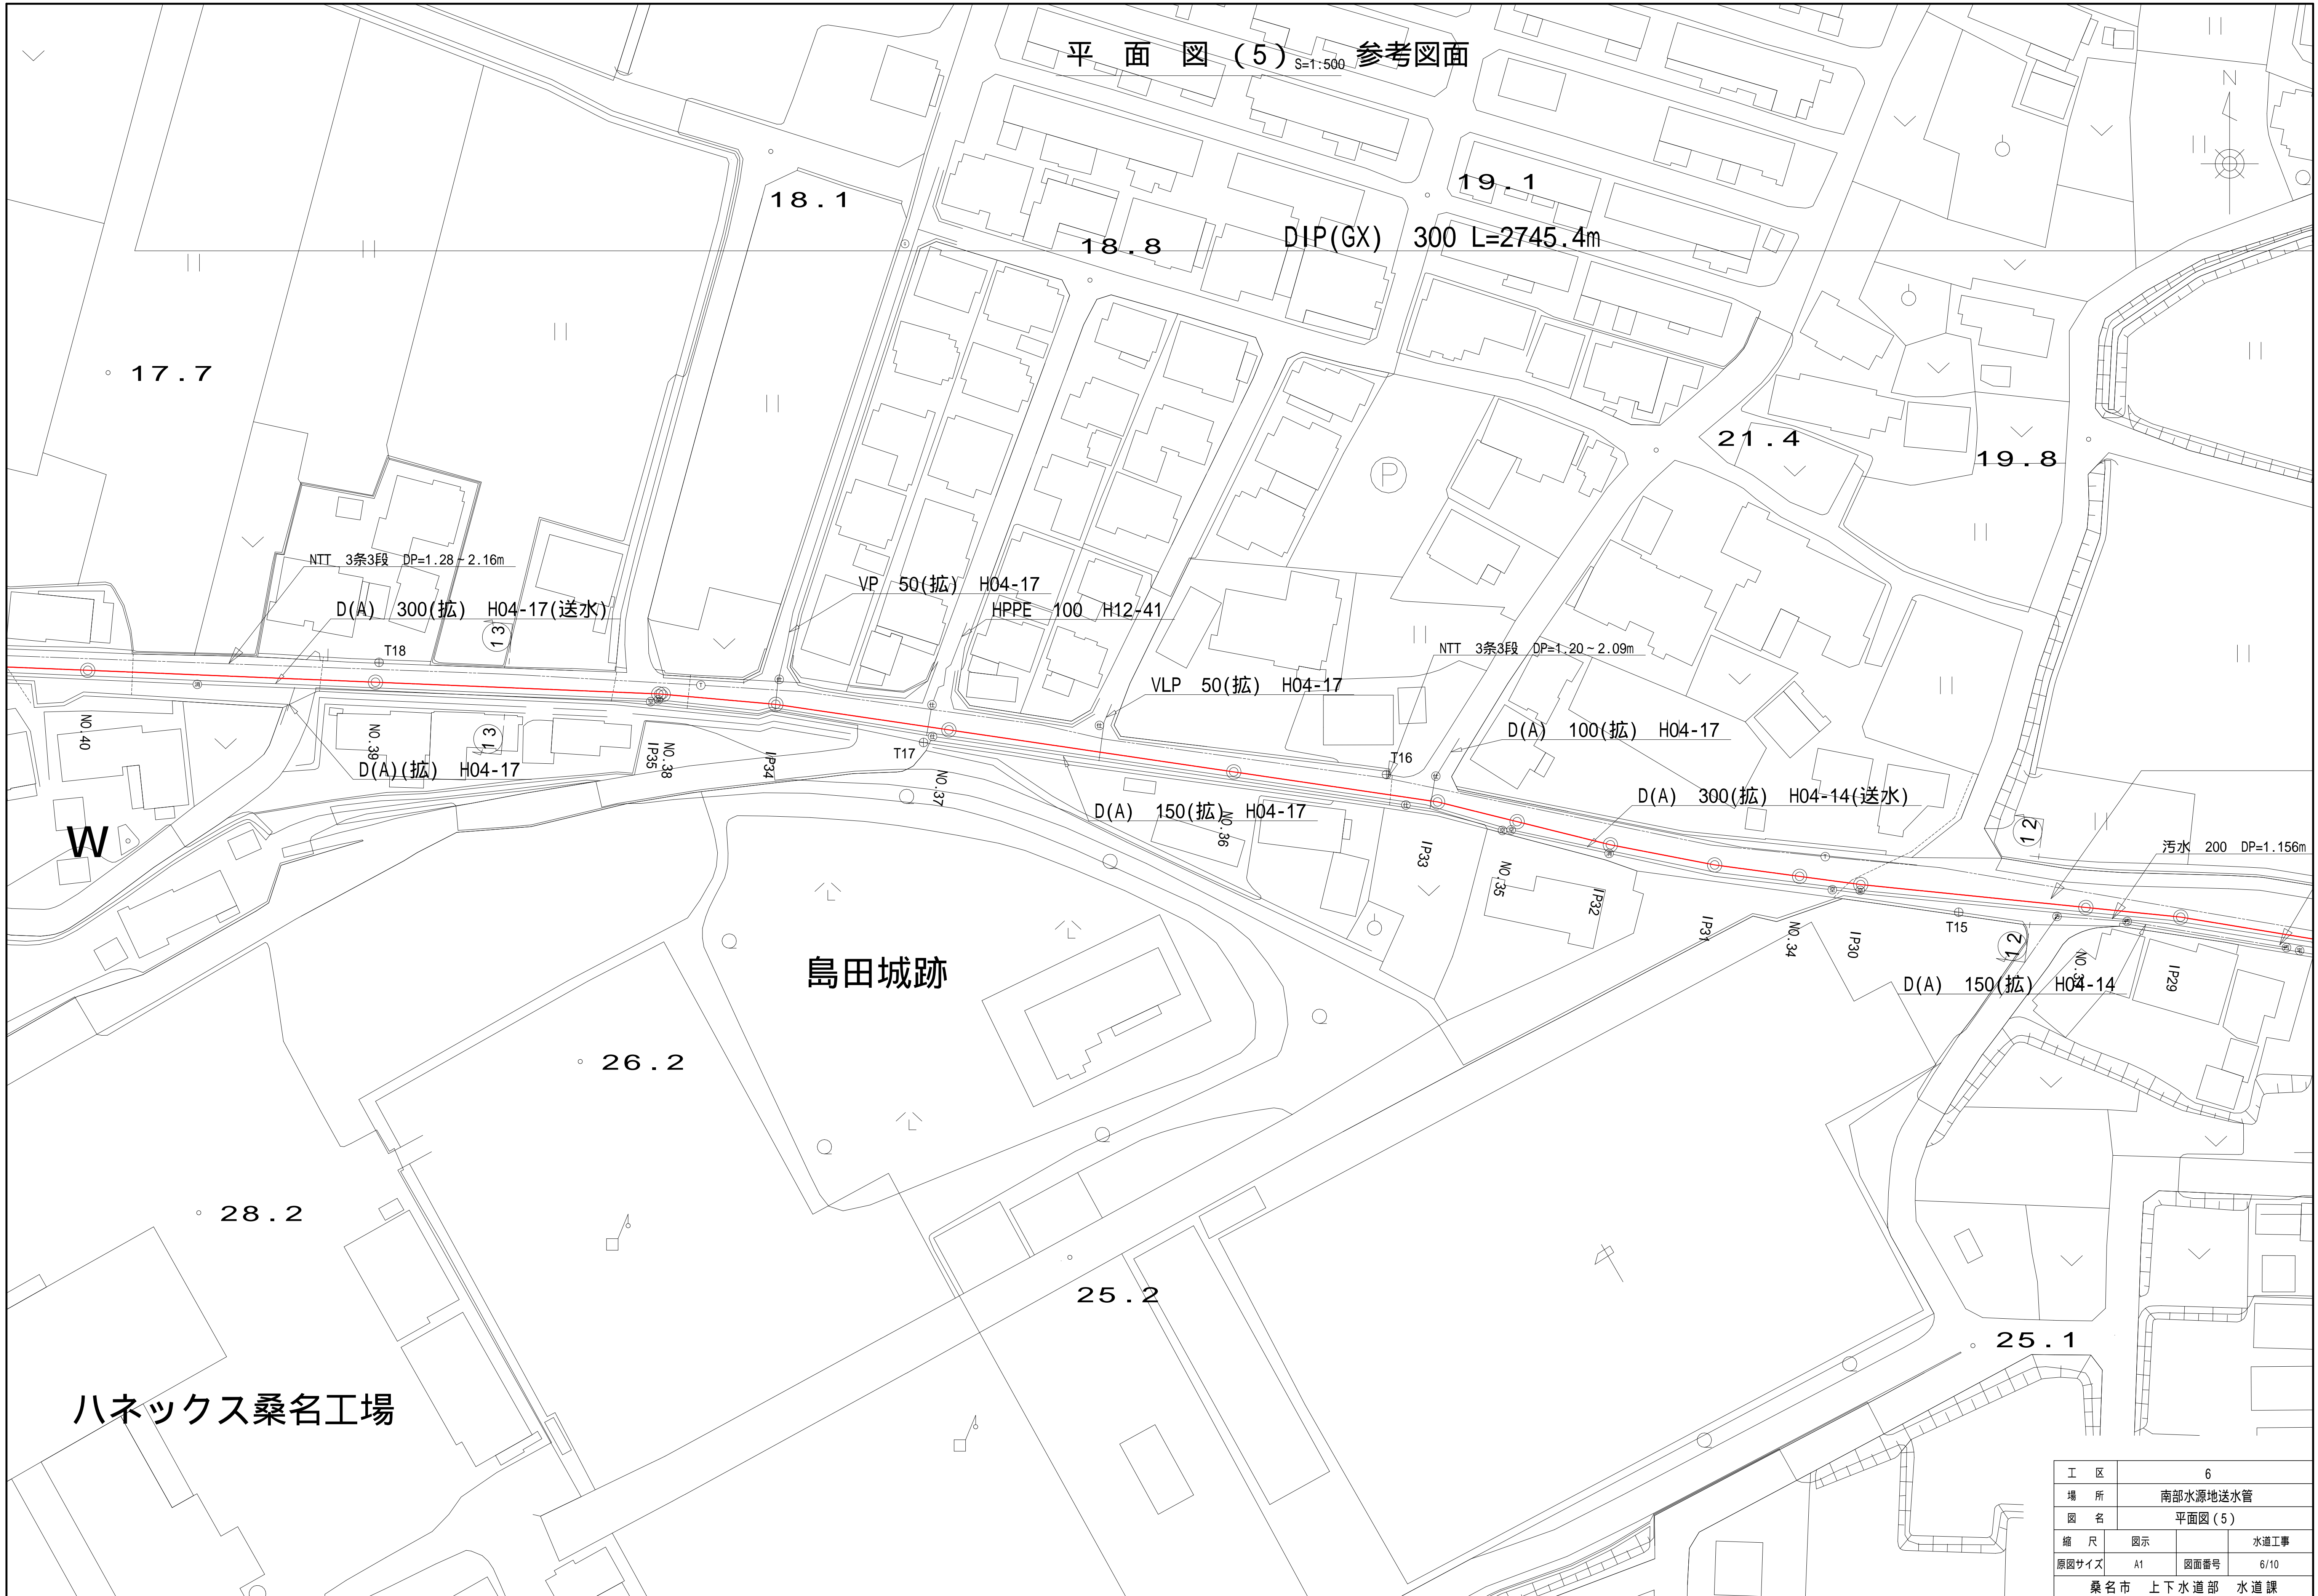 平 面 図 (5) S=1:500 参考図面
N
18.1
19.1
18.8
DIP(GX) 300 L=2745.4m
17.7
21.4
19.8
P
NTT 3条3段 DP=1.28~2.16m
D(A) 300(拡) H04-17(送水)
13
VP 50(拡) H04-17
HPPE 100 H12-41
T18
NTT 3条3段 DP=1.20~2.09m
VLP 50(拡) H04-17
D(A) 100(拡) H04-17
NO.40
NO.39
13
D(A)(拡) H04-17
IP35
NO.38
IP34
T17
NO.37
T16
D(A) 150(拡) H04-17
NO.36
D(A) 300(拡) H04-14(送水)
W
IP33
NO.35
IP32
IP31
NO.34
IP30
T15
12
12
汚水 200 DP=1.156m
D(A) 150(拡) H04-14
IP29
島田城跡
26.2
28.2
25.2
25.1
ハネックス桑名工場
工 区 6
場 所 南部水源地送水管
図 名 平面図(5)
縮 尺 図示 水道工事
原図サイズ A1 図面番号 6/10
桑名市 上下水道部 水道課